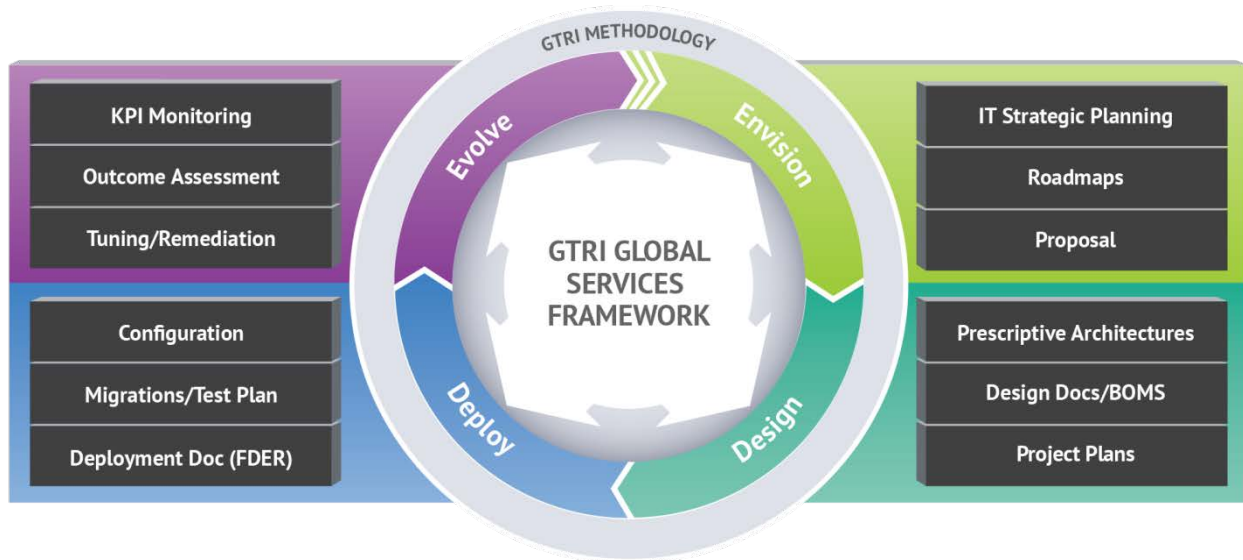 GTRI METHODOLOGY
KPI Monitoring
Outcome Assessment
Tuning/Remediation
Configuration
Migrations/Test Plan
Deployment Doc (FDER)
Evolve
Envision
Deploy
Design
GTRI GLOBAL
SERVICES
FRAMEWORK
IT Strategic Planning
Roadmaps
Proposal
Prescriptive Architectures
Design Docs/BOMS
Project Plans